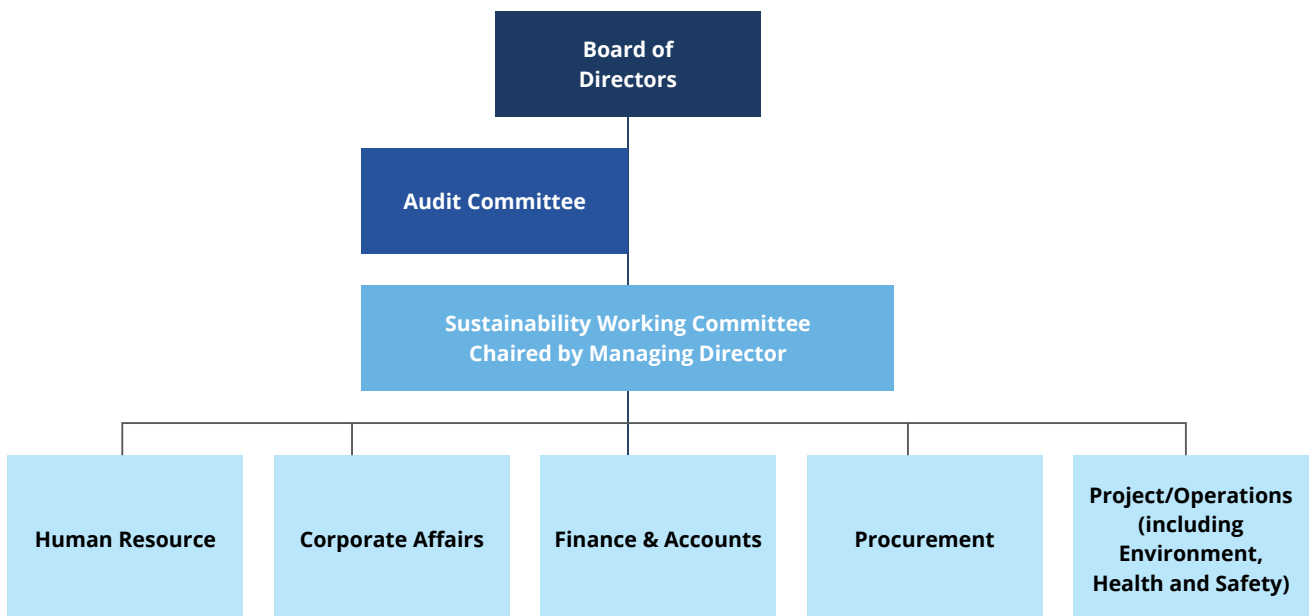 Board of
Directors
Audit Committee
Sustainability Working Committee
Chaired by Managing Director
Human Resource
Corporate Affairs
Finance & Accounts
Procurement
Project/Operations
(including
Environment,
Health and Safety)